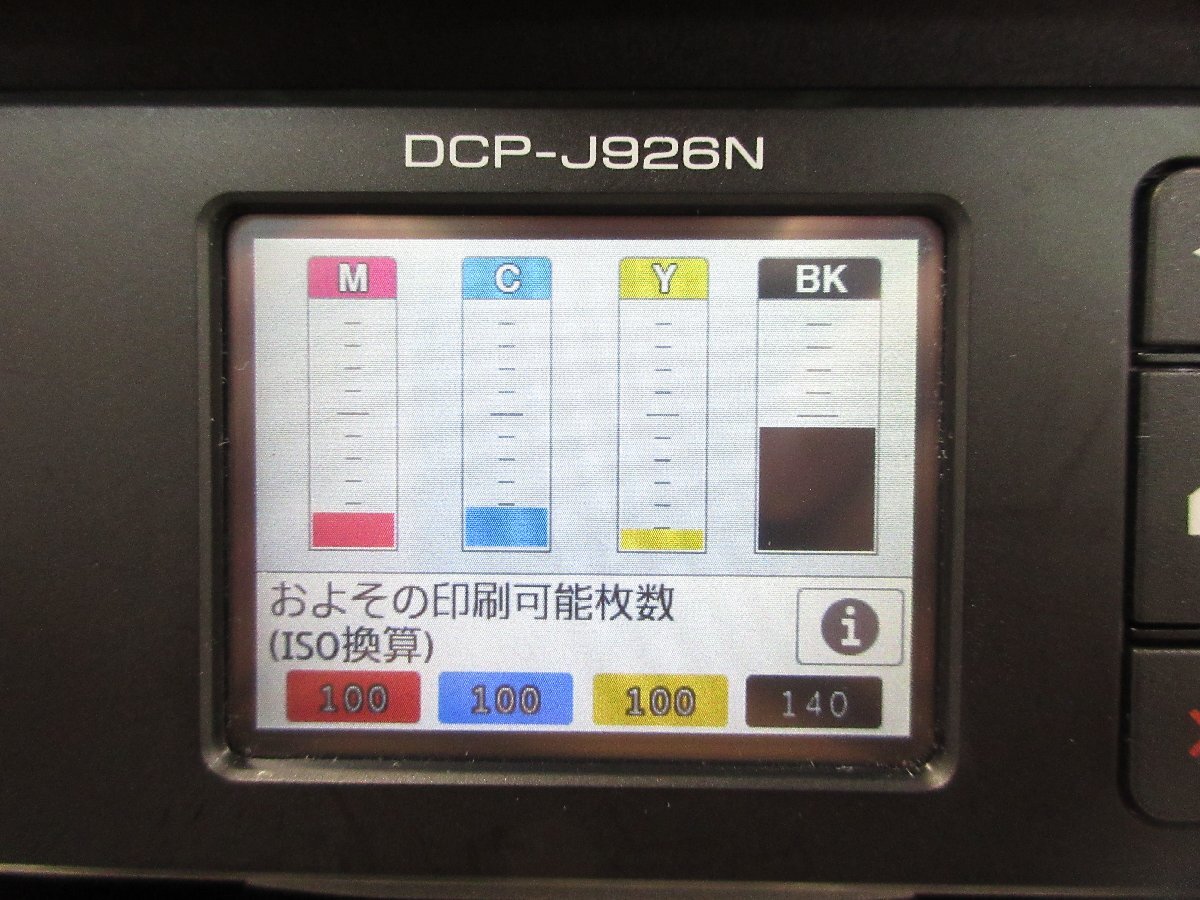 DCP-J926N
M C Y BK
およその印刷可能枚数
(ISO換算)
i
100 100 100 140